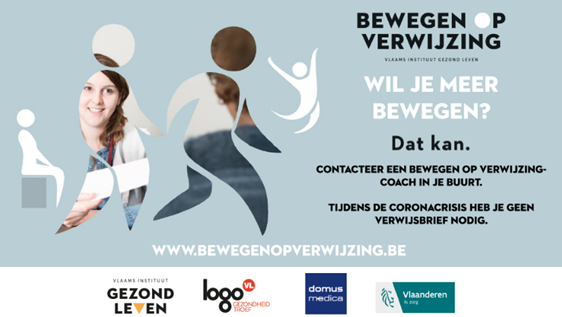 BEWEGEN OP
VERWIJZING
VLAAMS INSTITUUT GEZOND LEVEN
WIL JE MEER
BEWEGEN?
Dat kan.
CONTACTEER EEN BEWEGEN OP VERWIJZING-
COACH IN JE BUURT.
TIJDENS DE CORONACRISIS HEB JE GEEN
VERWIJSBRIEF NODIG.
WWW.BEWEGENOPVERWIJZING.BE
VLAAMS INSTITUUT
GEZOND
LEVEN
logo
VL
GEZONDHEID
TROEF
domus
medica
Vlaanderen
is zorg